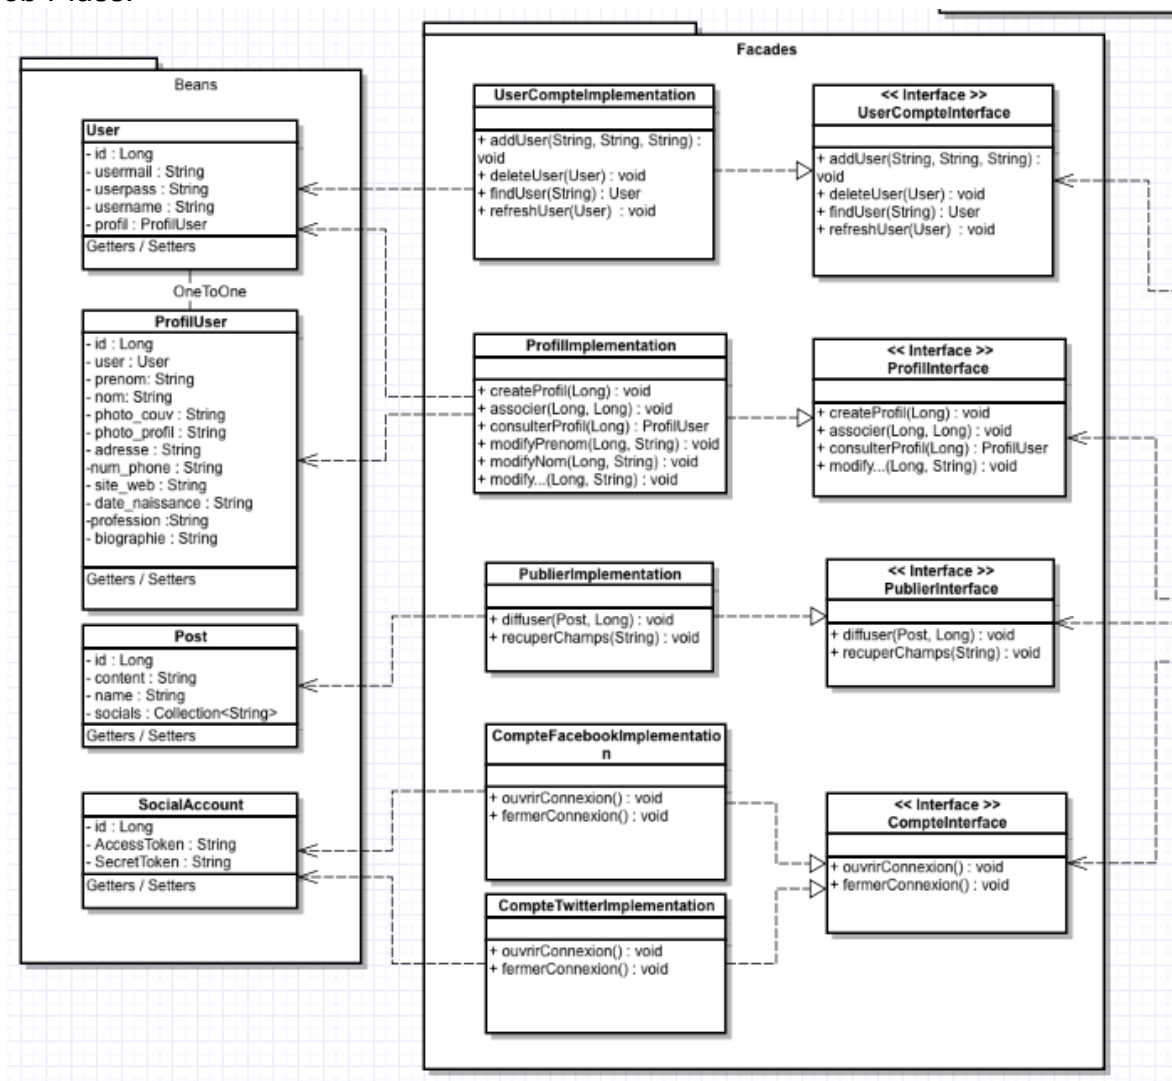 Beans
User
- id : Long
- usermail : String
- userpass : String
- username : String
- profil : ProfilUser
Getters / Setters
OneToOne
ProfilUser
- id : Long
- user : User
- prenom: String
- nom: String
- photo_couv : String
- photo_profil : String
- adresse : String
-num_phone : String
- site_web : String
- date_naissance : String
-profession :String
- biographie : String
Getters / Setters
Post
- id : Long
- content : String
- name : String
- socials : Collection<String>
Getters / Setters
SocialAccount
- id : Long
- AccessToken : String
- SecretToken : String
Getters / Setters
Facades
UserCompteImplementation
+ addUser(String, String, String) :
void
+ deleteUser(User) : void
+ findUser(String) : User
+ refreshUser(User)  : void
<< Interface >>
UserCompteInterface
+ addUser(String, String, String) :
void
+ deleteUser(User) : void
+ findUser(String) : User
+ refreshUser(User)  : void
ProfilImplementation
+ createProfil(Long) : void
+ associer(Long, Long) : void
+ consulterProfil(Long) : ProfilUser
+ modifyPrenom(Long, String) : void
+ modifyNom(Long, String) : void
+ modify...(Long, String) : void
<< Interface >>
ProfilInterface
+ createProfil(Long) : void
+ associer(Long, Long) : void
+ consulterProfil(Long) : ProfilUser
+ modify...(Long, String) : void
PublierImplementation
+ diffuser(Post, Long) : void
+ recuperChamps(String) : void
<< Interface >>
PublierInterface
+ diffuser(Post, Long) : void
+ recuperChamps(String) : void
CompteFacebookImplementatio
n
+ ouvrirConnexion() : void
+ fermerConnexion() : void
<< Interface >>
CompteInterface
+ ouvrirConnexion() : void
+ fermerConnexion() : void
CompteTwitterImplementation
+ ouvrirConnexion() : void
+ fermerConnexion() : void